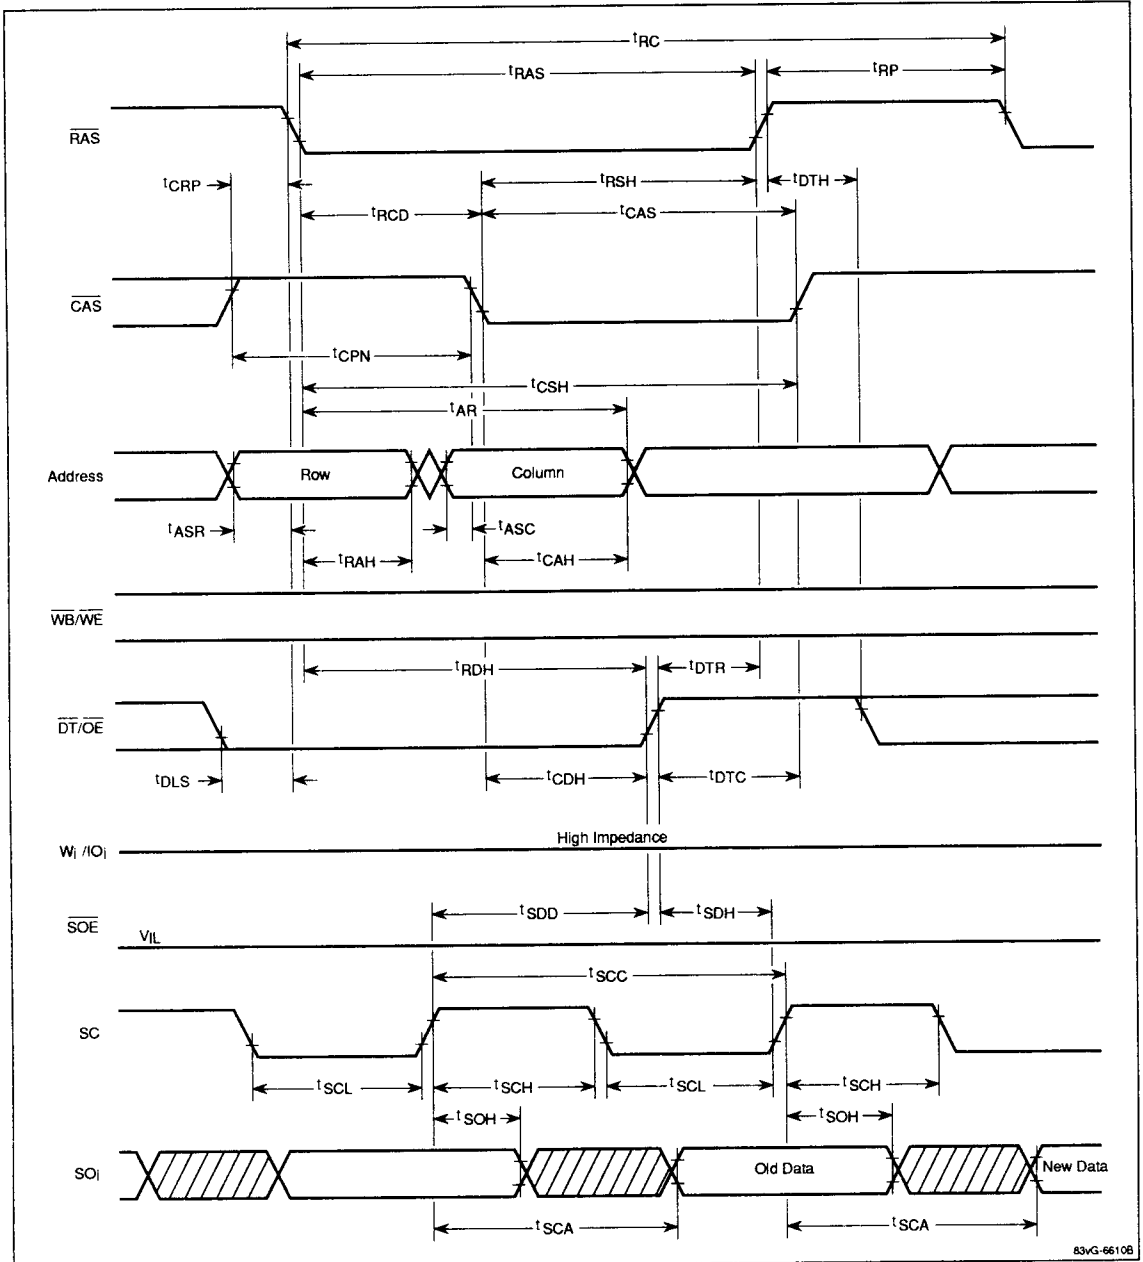 tRC
tRAS
tRP
RAS
tCRP
tRSH
tDTH
tRCD
tCAS
CAS
tCPN
tCSH
tAR
Address
Row
Column
tASR
tASC
tRAH
tCAH
WB/WE
tRDH
tDTR
DT/OE
tDLS
tCDH
tDTC
High Impedance
Wi /IOi
tSDD
tSDH
SOE
VIL
tSCC
SC
tSCL
tSCH
tSCL
tSCH
tSOH
tSOH
SOi
Old Data
New Data
tSCA
tSCA
83vG-6610B